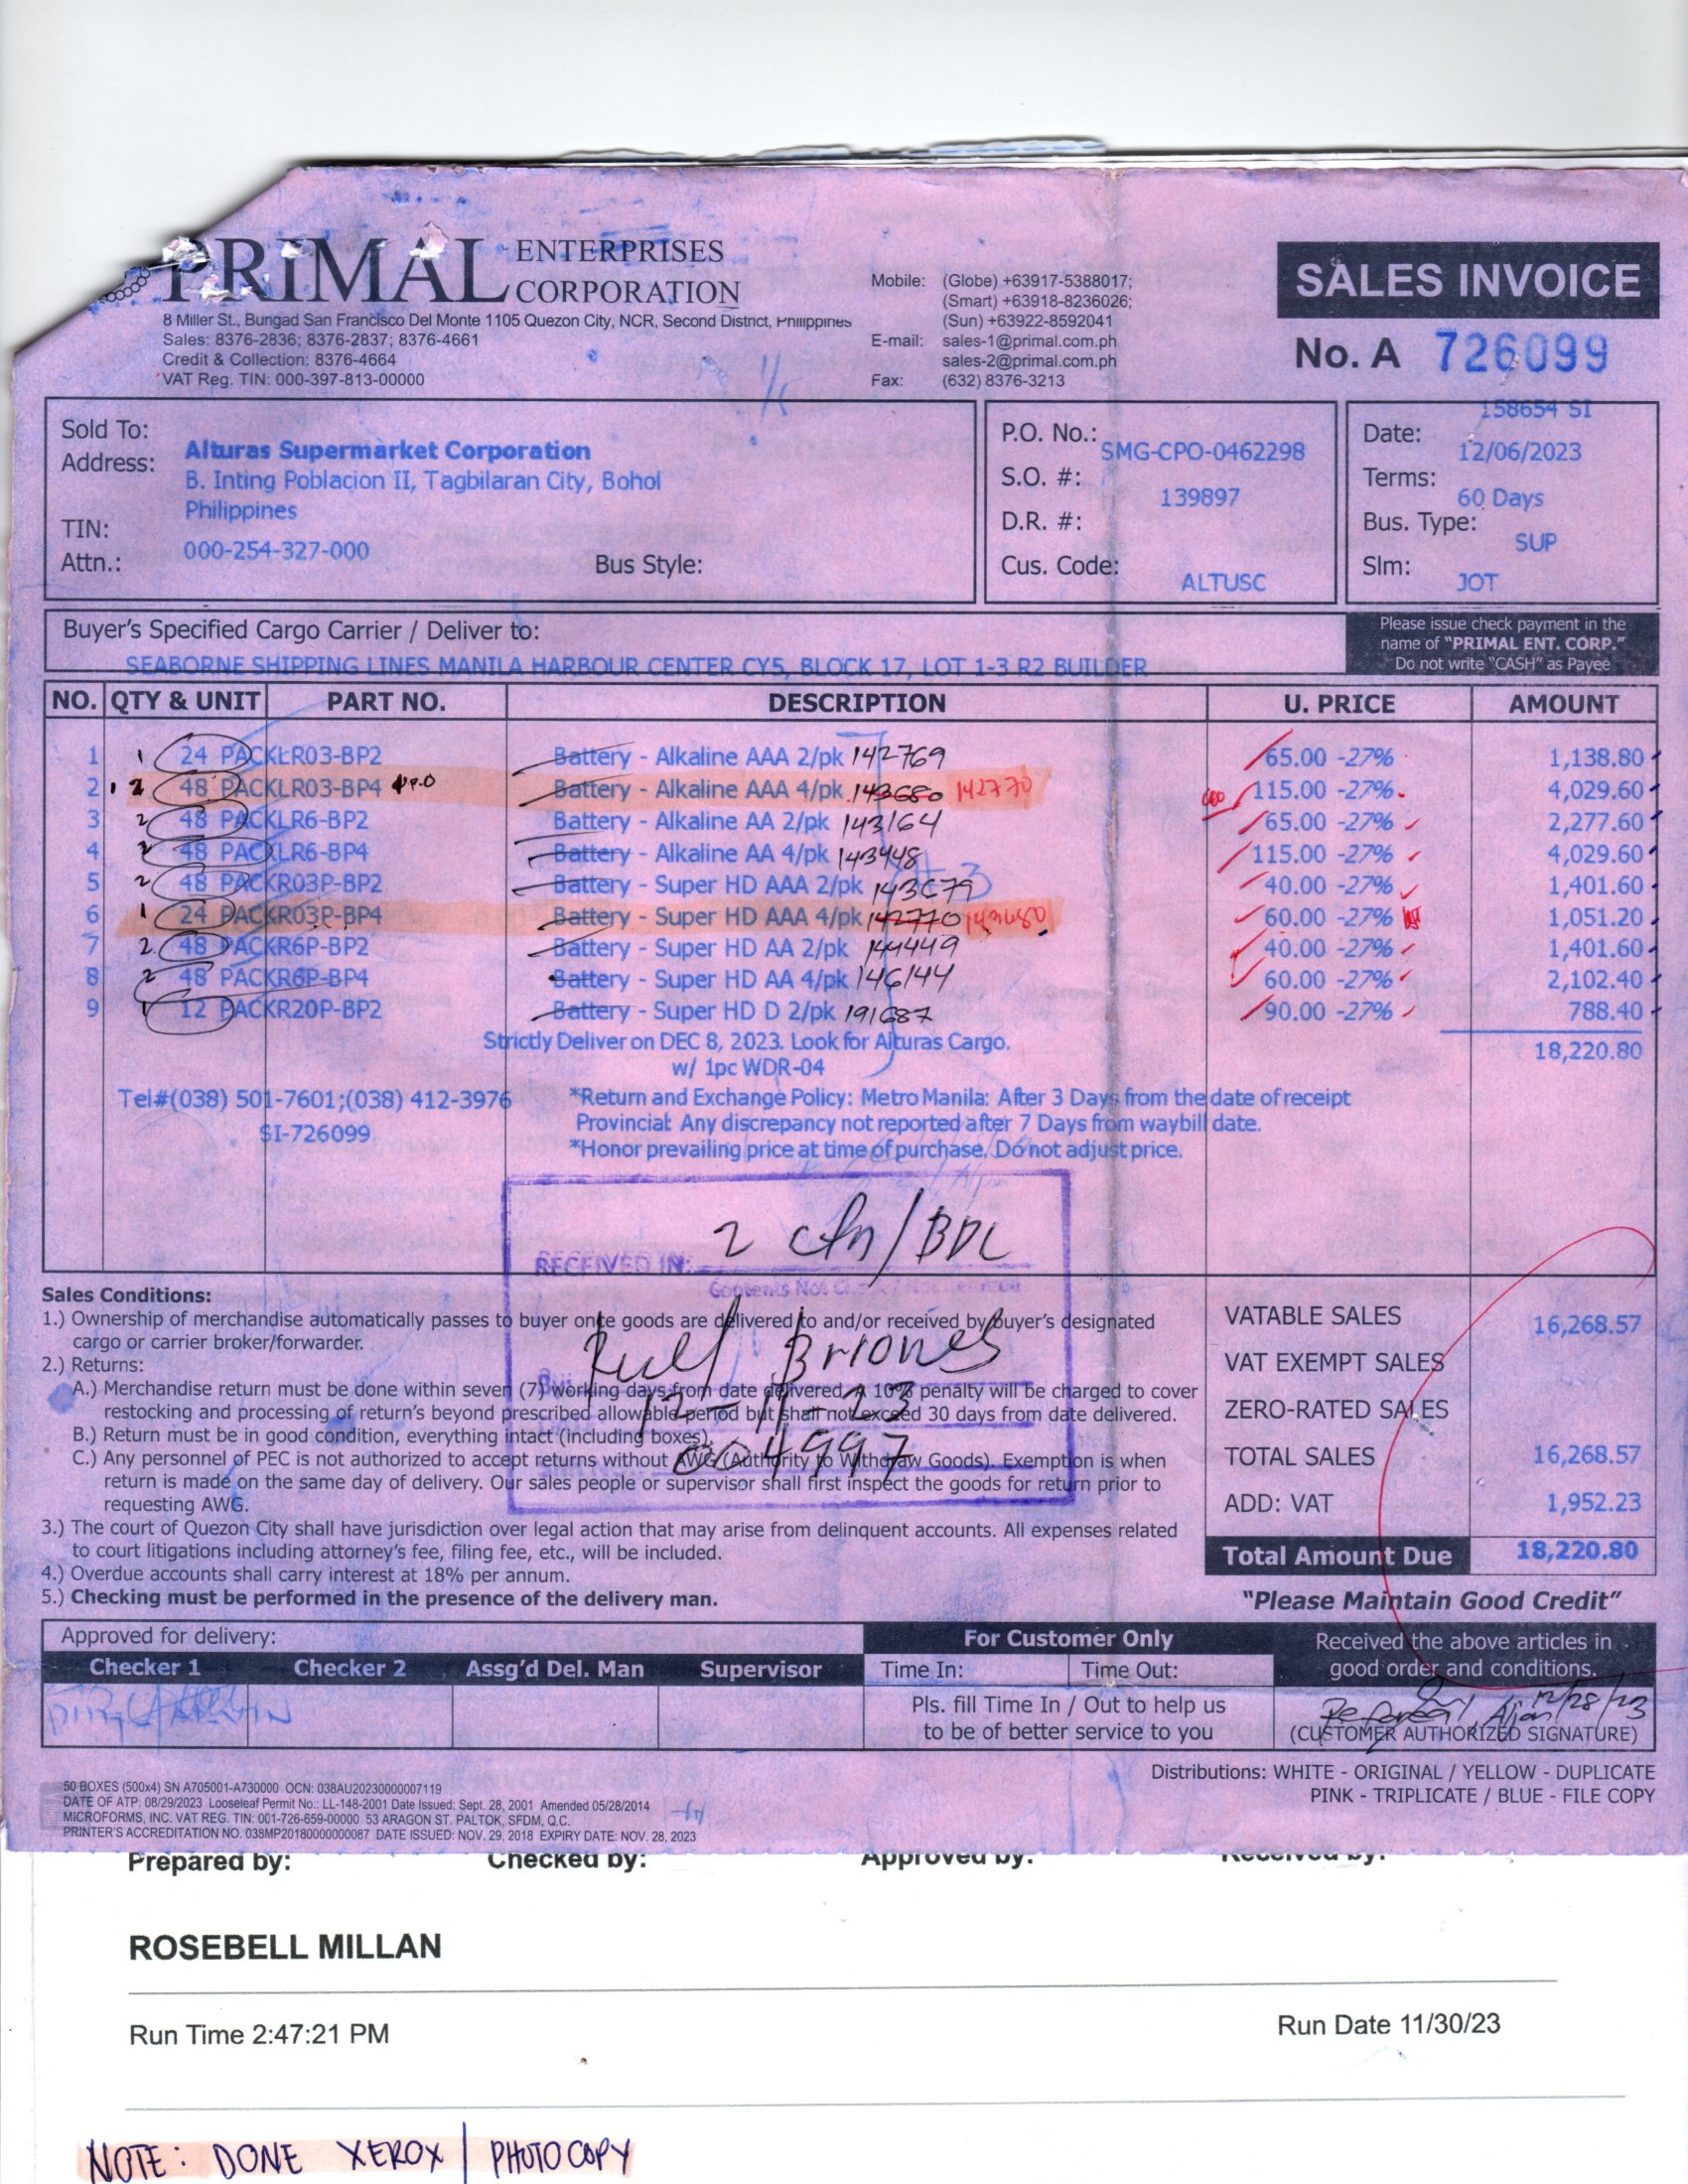 PRIMAL ENTERPRISES CORPORATION
8 Miller St., Bungad San Francisco Del Monte 1105 Quezon City, NCR, Second District, Philippines
Sales: 8376-2836; 8376-2837; 8376-4661
Credit & Collection: 8376-4664
VAT Reg. TIN: 000-397-813-00000
Mobile: (Globe) +63917-5388017;
(Smart) +63918-8236026;
(Sun) +63922-8592041
E-mail: sales-1@primal.com.ph
sales-2@primal.com.ph
Fax: (632) 8376-3213
SALES INVOICE
No. A 726099
158654 SI
Sold To: Alturas Supermarket Corporation
Address: B. Inting Poblacion II, Tagbilaran City, Bohol
Philippines
TIN: 000-254-327-000
Attn.: Bus Style:
P.O. No.: SMG-CPO-0462298
S.O. #: 139897
D.R. #:
Cus. Code: ALTUSC
Date: 12/06/2023
Terms: 60 Days
Bus. Type: SUP
Slm: JOT
Buyer's Specified Cargo Carrier / Deliver to:
SEABORNE SHIPPING LINES MANILA HARBOUR CENTER CY5, BLOCK 17, LOT 1-3 R2 BUILDER
Please issue check payment in the
name of "PRIMAL ENT. CORP."
Do not write "CASH" as Payee
NO. QTY & UNIT PART NO. DESCRIPTION U. PRICE AMOUNT
1 1 24 PACK LR03-BP2 Battery - Alkaline AAA 2/pk 142769 65.00 -27% 1,138.80
2 1 2 48 PACK LR03-BP4 Battery - Alkaline AAA 4/pk 143680 142770 115.00 -27% 4,029.60
3 2 48 PACK LR6-BP2 Battery - Alkaline AA 2/pk 143164 65.00 -27% 2,277.60
4 2 48 PACK LR6-BP4 Battery - Alkaline AA 4/pk 143448 115.00 -27% 4,029.60
5 2 48 PACK R03P-BP2 Battery - Super HD AAA 2/pk 143679 40.00 -27% 1,401.60
6 1 24 PACK R03P-BP4 Battery - Super HD AAA 4/pk 142770 143680 60.00 -27% 1,051.20
7 2 48 PACK R6P-BP2 Battery - Super HD AA 2/pk 144449 40.00 -27% 1,401.60
8 2 48 PACK R6P-BP4 Battery - Super HD AA 4/pk 146144 60.00 -27% 2,102.40
9 1 12 PACK R20P-BP2 Battery - Super HD D 2/pk 191687 90.00 -27% 788.40
Strictly Deliver on DEC 8, 2023. Look for Alturas Cargo.
18,220.80
w/ 1pc WDR-04
Tel#(038) 501-7601;(038) 412-3976
SI-726099
*Return and Exchange Policy: Metro Manila: After 3 Days from the date of receipt
Provincial: Any discrepancy not reported after 7 Days from waybill date.
*Honor prevailing price at time of purchase. Do not adjust price.
RECEIVED IN: 2 ctn/BDL
Briones
12-11-23
004997
Sales Conditions:
1.) Ownership of merchandise automatically passes to buyer once goods are delivered to and/or received by buyer's designated
cargo or carrier broker/forwarder.
2.) Returns:
A.) Merchandise return must be done within seven (7) working days from date delivered. A 10% penalty will be charged to cover
restocking and processing of return's beyond prescribed allowable period but shall not exceed 30 days from date delivered.
B.) Return must be in good condition, everything intact (including boxes).
C.) Any personnel of PEC is not authorized to accept returns without AWG (Authority to Withdraw Goods). Exemption is when
return is made on the same day of delivery. Our sales people or supervisor shall first inspect the goods for return prior to
requesting AWG.
3.) The court of Quezon City shall have jurisdiction over legal action that may arise from delinquent accounts. All expenses related
to court litigations including attorney's fee, filing fee, etc., will be included.
4.) Overdue accounts shall carry interest at 18% per annum.
5.) Checking must be performed in the presence of the delivery man.
VATABLE SALES 16,268.57
VAT EXEMPT SALES
ZERO-RATED SALES
TOTAL SALES 16,268.57
ADD: VAT 1,952.23
Total Amount Due 18,220.80
"Please Maintain Good Credit"
Approved for delivery:
Checker 1 Checker 2 Assg'd Del. Man Supervisor
For Customer Only
Time In: Time Out:
Pls. fill Time In / Out to help us
to be of better service to you
Received the above articles in
good order and conditions.
12/28/23
(CUSTOMER AUTHORIZED SIGNATURE)
Distributions: WHITE - ORIGINAL / YELLOW - DUPLICATE
PINK - TRIPLICATE / BLUE - FILE COPY
50 BOXES (500x4) SN A705001-A730000 OCN: 038AU20230000007119
DATE OF ATP: 08/29/2023 Looseleaf Permit No.: LL-148-2001 Date Issued: Sept. 28, 2001 Amended 05/28/2014
MICROFORMS, INC. VAT REG. TIN: 001-726-659-00000 53 ARAGON ST. PALTOK, SFDM, Q.C.
PRINTER'S ACCREDITATION NO. 038MP20180000000087 DATE ISSUED: NOV. 29, 2018 EXPIRY DATE: NOV. 28, 2023
Prepared by: Checked by: Approved by: Received by:
ROSEBELL MILLAN
Run Time 2:47:21 PM
Run Date 11/30/23
NOTE: DONE XEROX / PHOTOCOPY